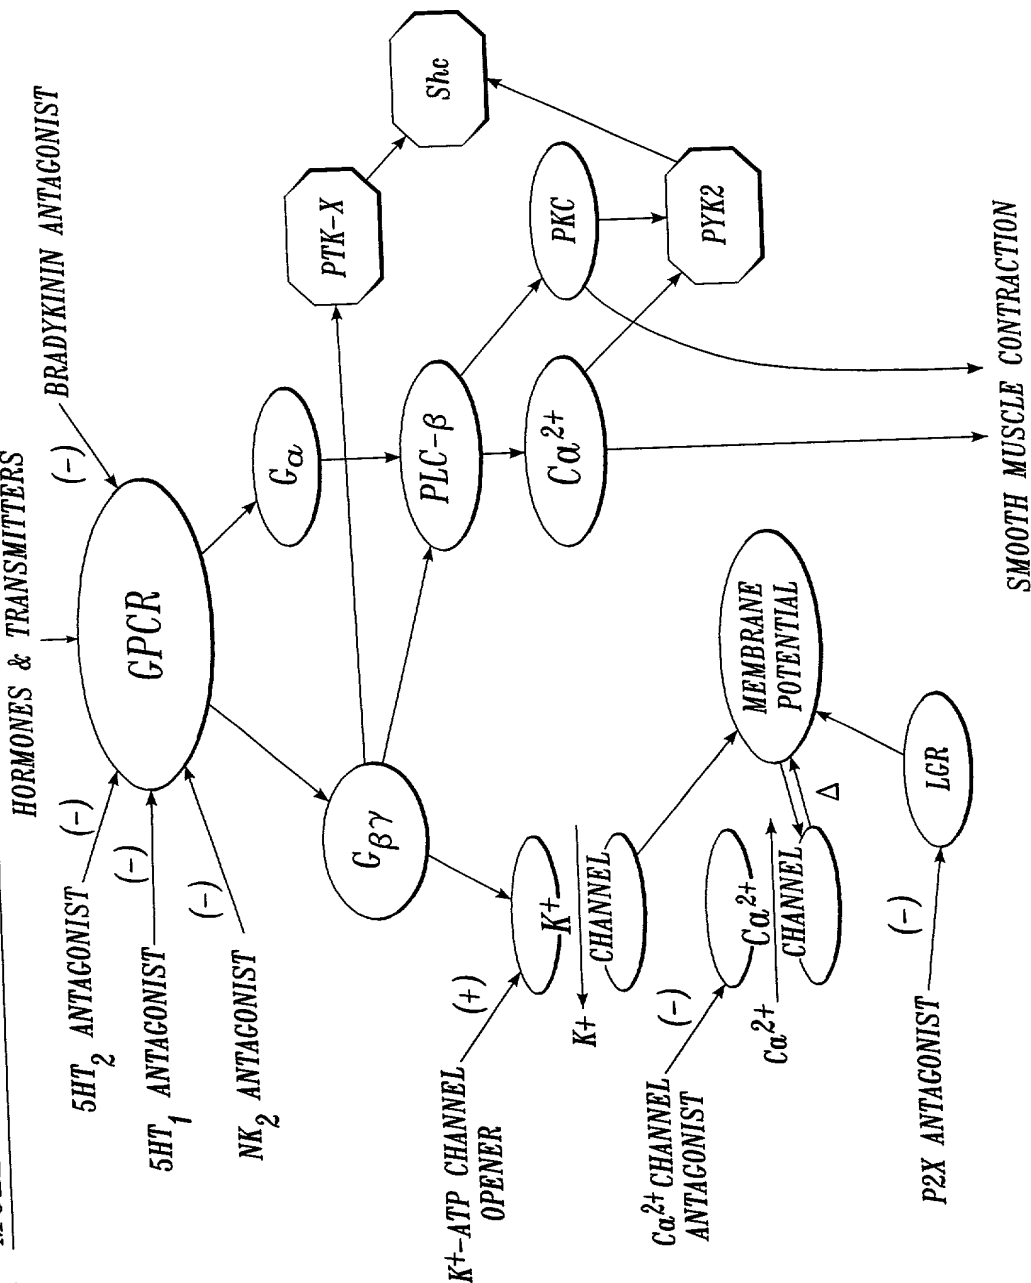 HORMONES & TRANSMITTERS
5HT2 ANTAGONIST
(-)
5HT1 ANTAGONIST
(-)
NK2 ANTAGONIST
(-)
BRADYKININ ANTAGONIST
(-)
GPCR
Gα
Gβγ
PTK-X
Shc
PLC-β
PKC
Ca2+
PYK2
K+-ATP CHANNEL
OPENER
(+)
K+
CHANNEL
K+
Ca2+ CHANNEL
ANTAGONIST
(-)
Ca2+
CHANNEL
Ca2+
MEMBRANE
POTENTIAL
Δ
LGR
P2X ANTAGONIST
(-)
SMOOTH MUSCLE CONTRACTION